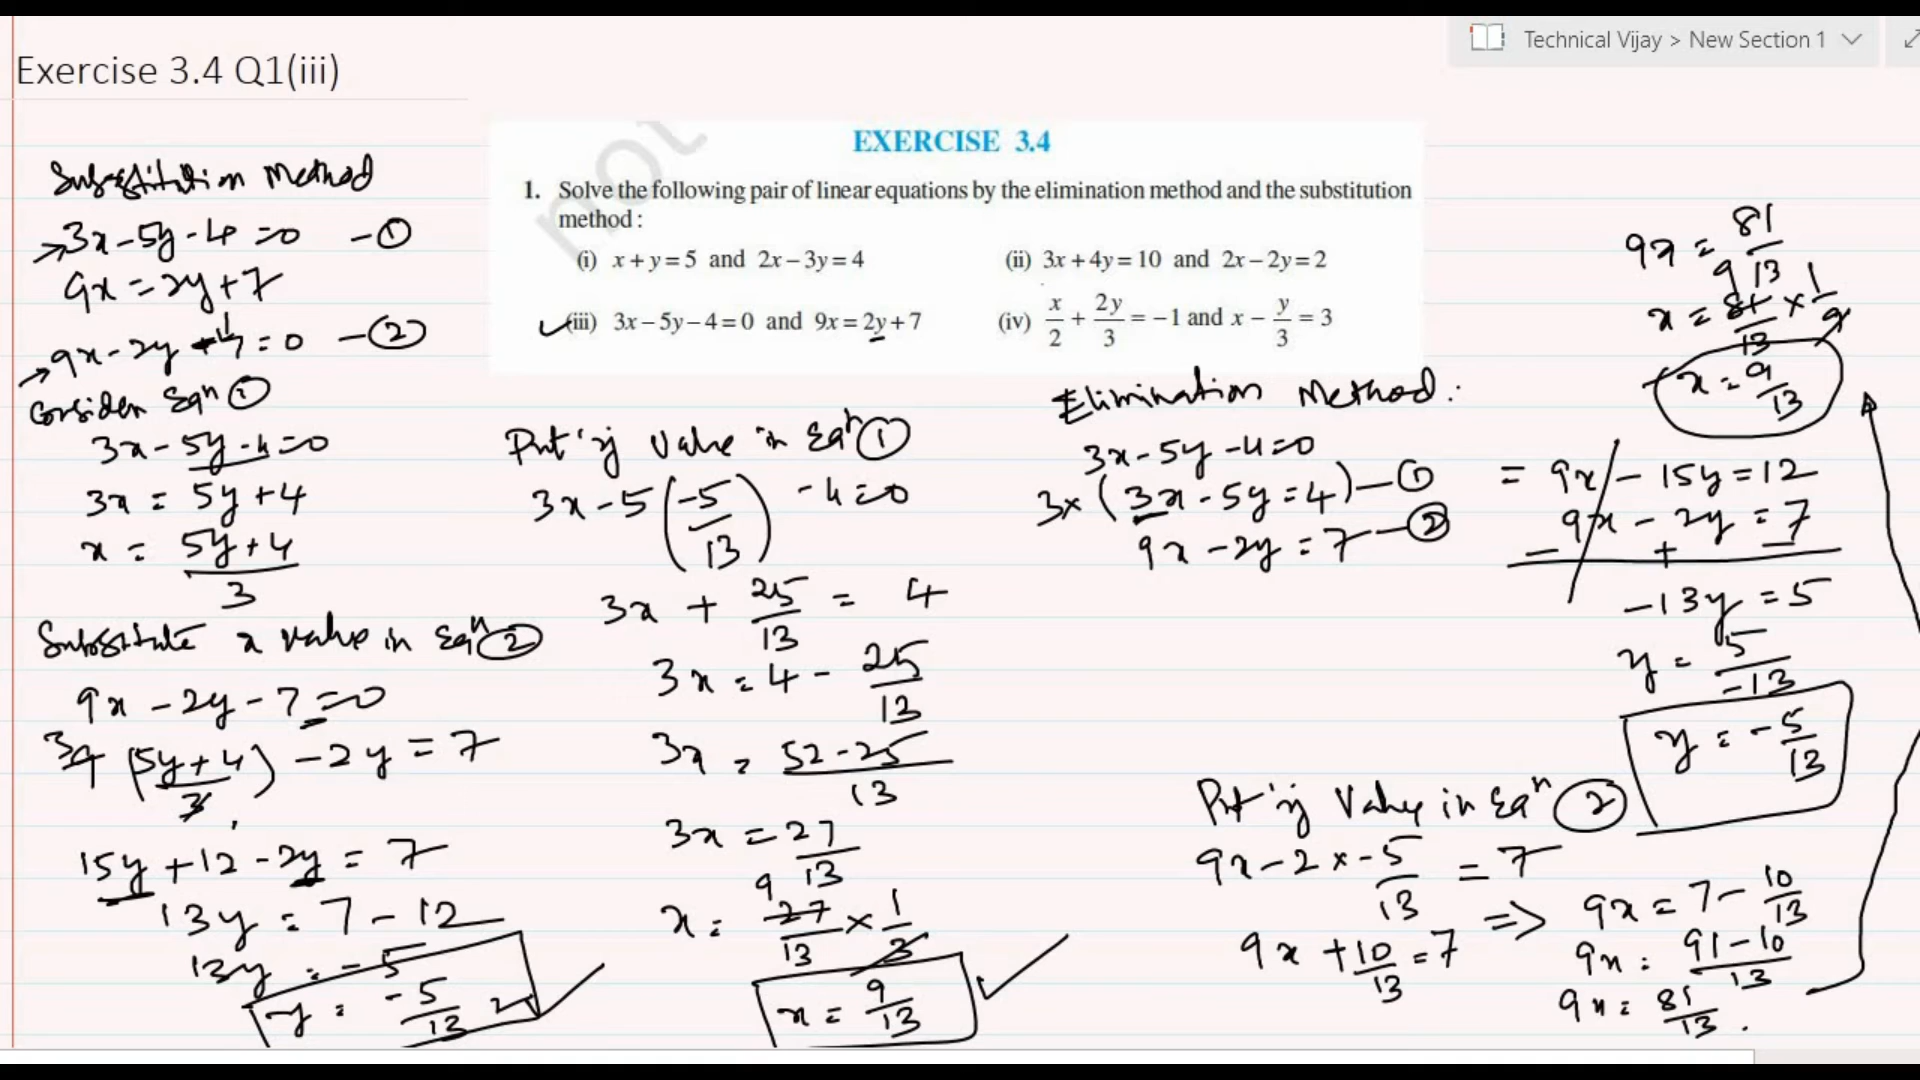 Technical Vijay > New Section 1
Exercise 3.4 Q1(iii)
not
EXERCISE 3.4
1. Solve the following pair of linear equations by the elimination method and the substitution
method :
(i) x + y = 5 and 2x – 3y = 4
(ii) 3x + 4y = 10 and 2x – 2y = 2
(iii) 3x – 5y – 4 = 0 and 9x = 2y + 7
(iv) x/2 + 2y/3 = –1 and x – y/3 = 3
Substitution Method
3x – 5y – 4 = 0 – ①
9x = 2y + 7
9x – 2y – 7 = 0 – ②
Consider Eqn ①
3x – 5y – 4 = 0
3x = 5y + 4
x = 5y + 4/3
Substitute x value in Eqn ②
9x – 2y – 7 = 0
3 9 (5y + 4/3) – 2y = 7
15y + 12 – 2y = 7
13y = 7 – 12
13y = – 5
y = – 5/13
Put 'y' Value in Eqn ①
3x – 5 (–5/13) – 4 = 0
3x + 25/13 = 4
3x = 4 – 25/13
3x = 52 – 25/13
3x = 27/13
x = 9 27/13 × 1/3
x = 9/13
Elimination Method :
3x – 5y – 4 = 0
3x (3x – 5y = 4) – ①
9x – 2y = 7 – ②
= 9x – 15y = 12
9x – 2y = 7
– + –
– 13y = 5
y = 5/–13
y = – 5/13
Put 'y' Value in Eqn ②
9x – 2 × – 5/13 = 7
9x + 10/13 = 7
=> 9x = 7 – 10/13
9x = 91 – 10/13
9x = 81/13 .
9x = 81/13
x = 9 81/13 × 1/9
x = 9/13